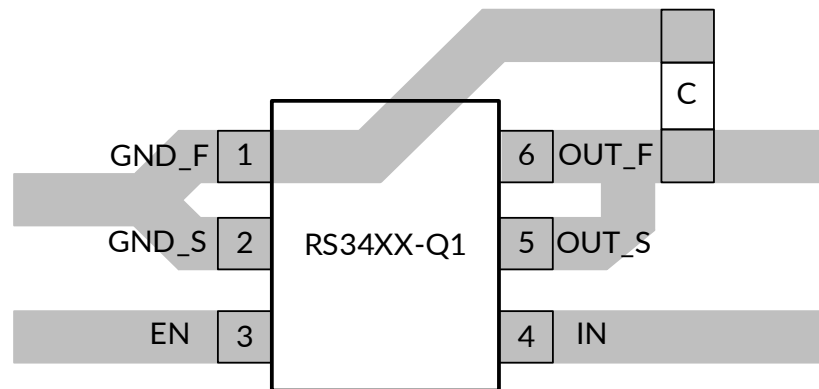 C
GND_F 1 6 OUT_F
GND_S 2 RS34XX-Q1 5 OUT_S
EN 3 4 IN